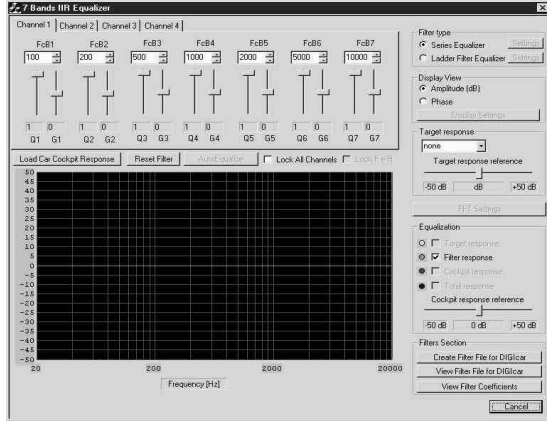 7 Bands IIR Equalizer
Channel 1 Channel 2 Channel 3 Channel 4
FcB1 FcB2 FcB3 FcB4 FcB5 FcB6 FcB7
100 200 500 1000 2000 5000 10000
1 0 1 0 1 0 1 0 1 0 1 0 1 0
Q1 G1 Q2 G2 Q3 G3 Q4 G4 Q5 G5 Q6 G6 Q7 G7
Load Car Cockpit Response Reset Filter AutoEqualize Lock All Channels Lock F e R
50
45
40
35
30
25
20
15
10
5
0
-5
-10
-15
-20
-25
-30
-35
-40
-45
-50
20 200 2000 20000
Frequency [Hz]
Filter type
Series Equalizer Settings
Ladder Filter Equalizer Settings
Display View
Amplitude (dB)
Phase
Display Settings
Target response
none
Target response reference
-50 dB dB +50 dB
FFT Settings
Equalization
Target response
Filter response
Cockpit response
Total response
Cockpit response reference
-50 dB 0 dB +50 dB
Filters Section
Create Filter File for DIGIcar
View Filter File for DIGIcar
View Filter Coefficients
Cancel